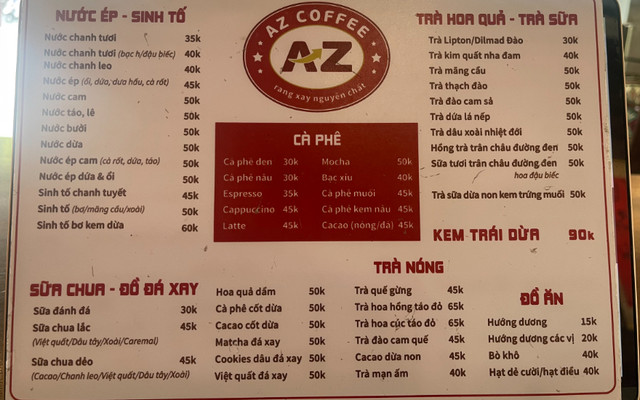 NƯỚC ÉP - SINH TỐ
Nước chanh tươi 35k
Nước chanh tươi (bạc hà/đậu biếc) 40k
Nước chanh leo 40k
Nước ép (ổi, dứa, dưa hấu, cà rốt) 45k
Nước cam 50k
Nước táo, lê 50k
Nước bưởi 50k
Nước dừa 50k
Nước ép cam (cà rốt, dứa, táo) 50k
Nước ép dứa & ổi 50k
Sinh tố chanh tuyết 45k
Sinh tố (bơ/mãng cầu/xoài) 50k
Sinh tố bơ kem dừa 60k
AZ COFFEE
AZ
rang xay nguyên chất
CÀ PHÊ
Cà phê đen 30k
Cà phê nâu 30k
Espresso 35k
Cappuccino 45k
Latte 45k
Mocha 50k
Bạc xỉu 40k
Cà phê muối 45k
Cà phê kem nâu 45k
Cacao (nóng/đá) 45k
TRÀ HOA QUẢ - TRÀ SỮA
Trà Lipton/Dilmad Đào 30k
Trà kim quất nha đam 40k
Trà mãng cầu 50k
Trà thạch đào 50k
Trà đào cam sả 50k
Trà dứa lá nếp 50k
Trà dâu xoài nhiệt đới 50k
Hồng trà trân châu đường đen 50k
Sữa tươi trân châu đường đen 50k
hoa đậu biếc
Trà sữa dừa non kem trứng muối 50k
KEM TRÁI DỪA 90k
SỮA CHUA - ĐỒ ĐÁ XAY
Sữa đánh đá 30k
Sữa chua lắc 45k
(Việt quất/Dâu tây/Xoài/Caremal)
Sữa chua dẻo 45k
(Cacao/Chanh leo/Việt quất/Dâu tây/Xoài)
Hoa quả dầm 50k
Cà phê cốt dừa 50k
Cacao cốt dừa 50k
Matcha đá xay 50k
Cookies dâu đá xay 50k
Việt quất đá xay 50k
TRÀ NÓNG
Trà quế gừng 45k
Trà hoa hồng táo đỏ 65k
Trà hoa cúc táo đỏ 65k
Trà đào cam quế 45k
Cacao dừa non 45k
Trà mạn ấm 40k
ĐỒ ĂN
Hướng dương 15k
Hướng dương các vị 20k
Bò khô 40k
Hạt dẻ cười/hạt điều 40k